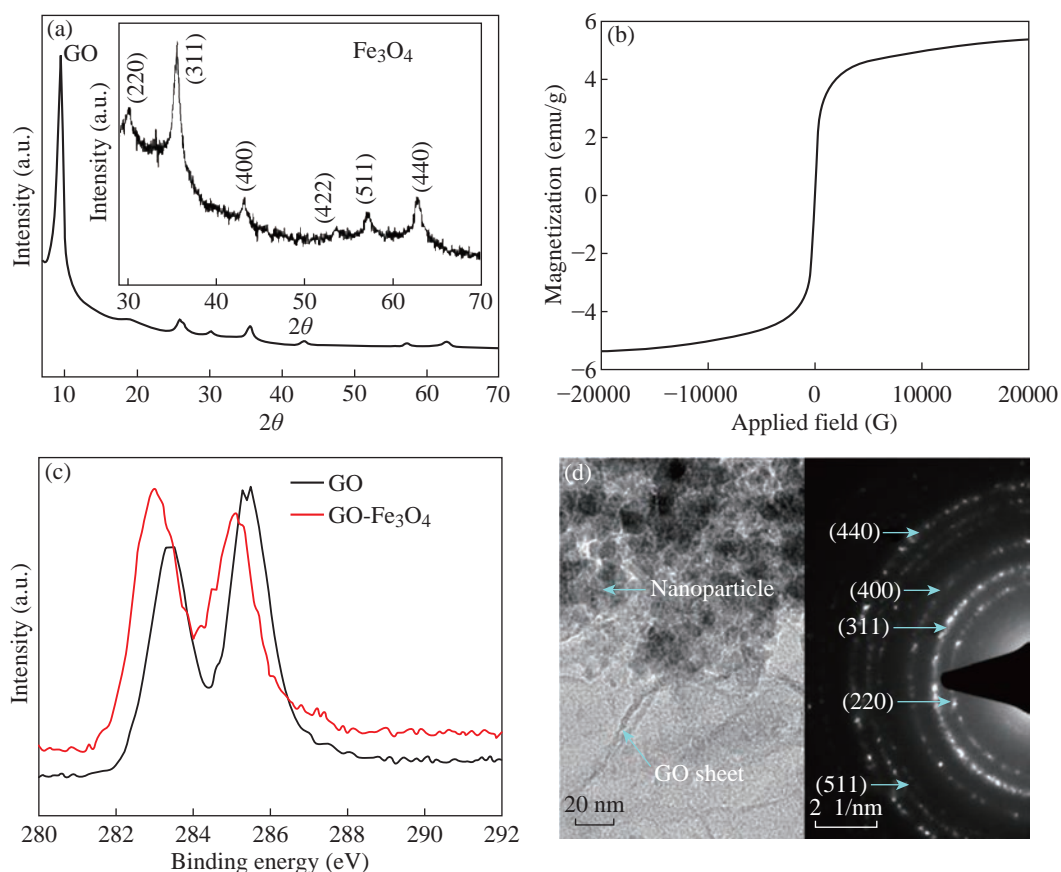 (a)
GO
Fe₃O₄
(220)
(311)
(400)
(422)
(511)
(440)
Intensity (a.u.)
30 40 50 60 70
2θ
Intensity (a.u.)
10 20 30 40 50 60 70
2θ
(b)
6
4
2
0
−2
−4
−6
Magnetization (emu/g)
−20000 −10000 0 10000 20000
Applied field (G)
(c)
GO
GO-Fe₃O₄
Intensity (a.u.)
280 282 284 286 288 290 292
Binding energy (eV)
(d)
Nanoparticle
GO sheet
20 nm
(440)
(400)
(311)
(220)
(511)
2 1/nm